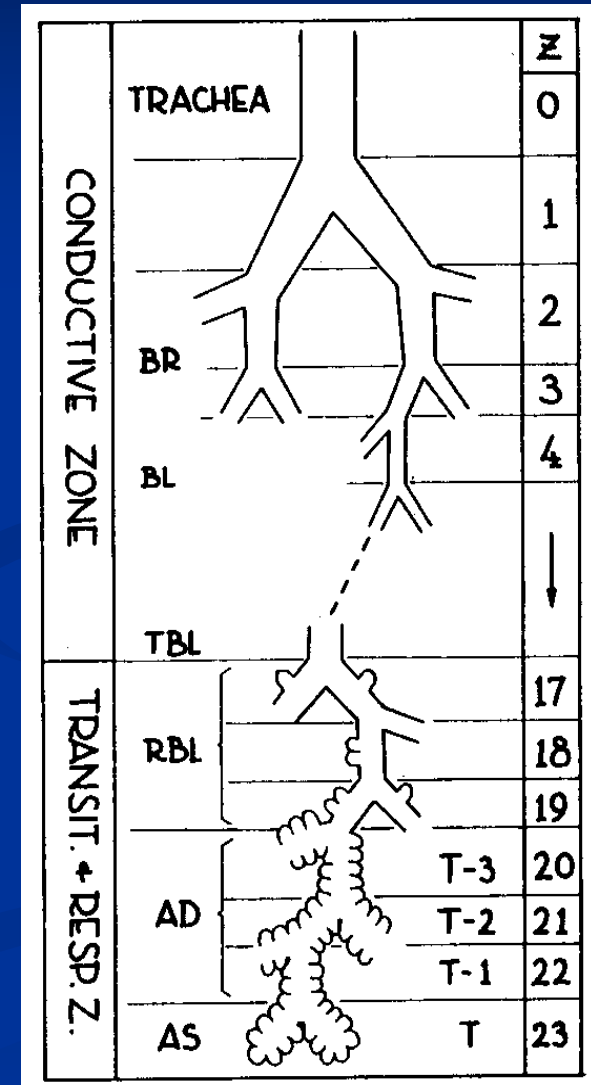 Z
TRACHEA 0
1
2
BR
3
4
BL
CONDUCTIVE ZONE
TBL
17
RBL 18
19
T-3 20
AD T-2 21
T-1 22
AS T 23
TRANSIT. + RESP. Z.